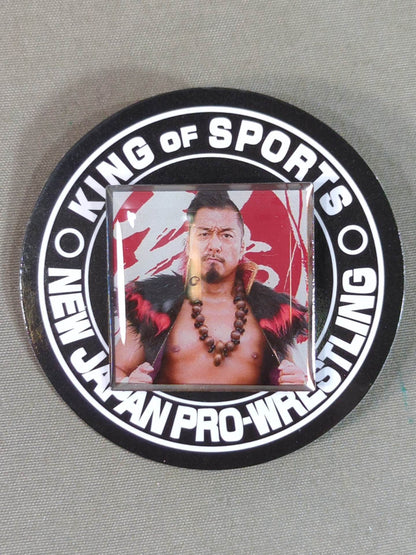 KING OF SPORTS
NEW JAPAN PRO-WRESTLING